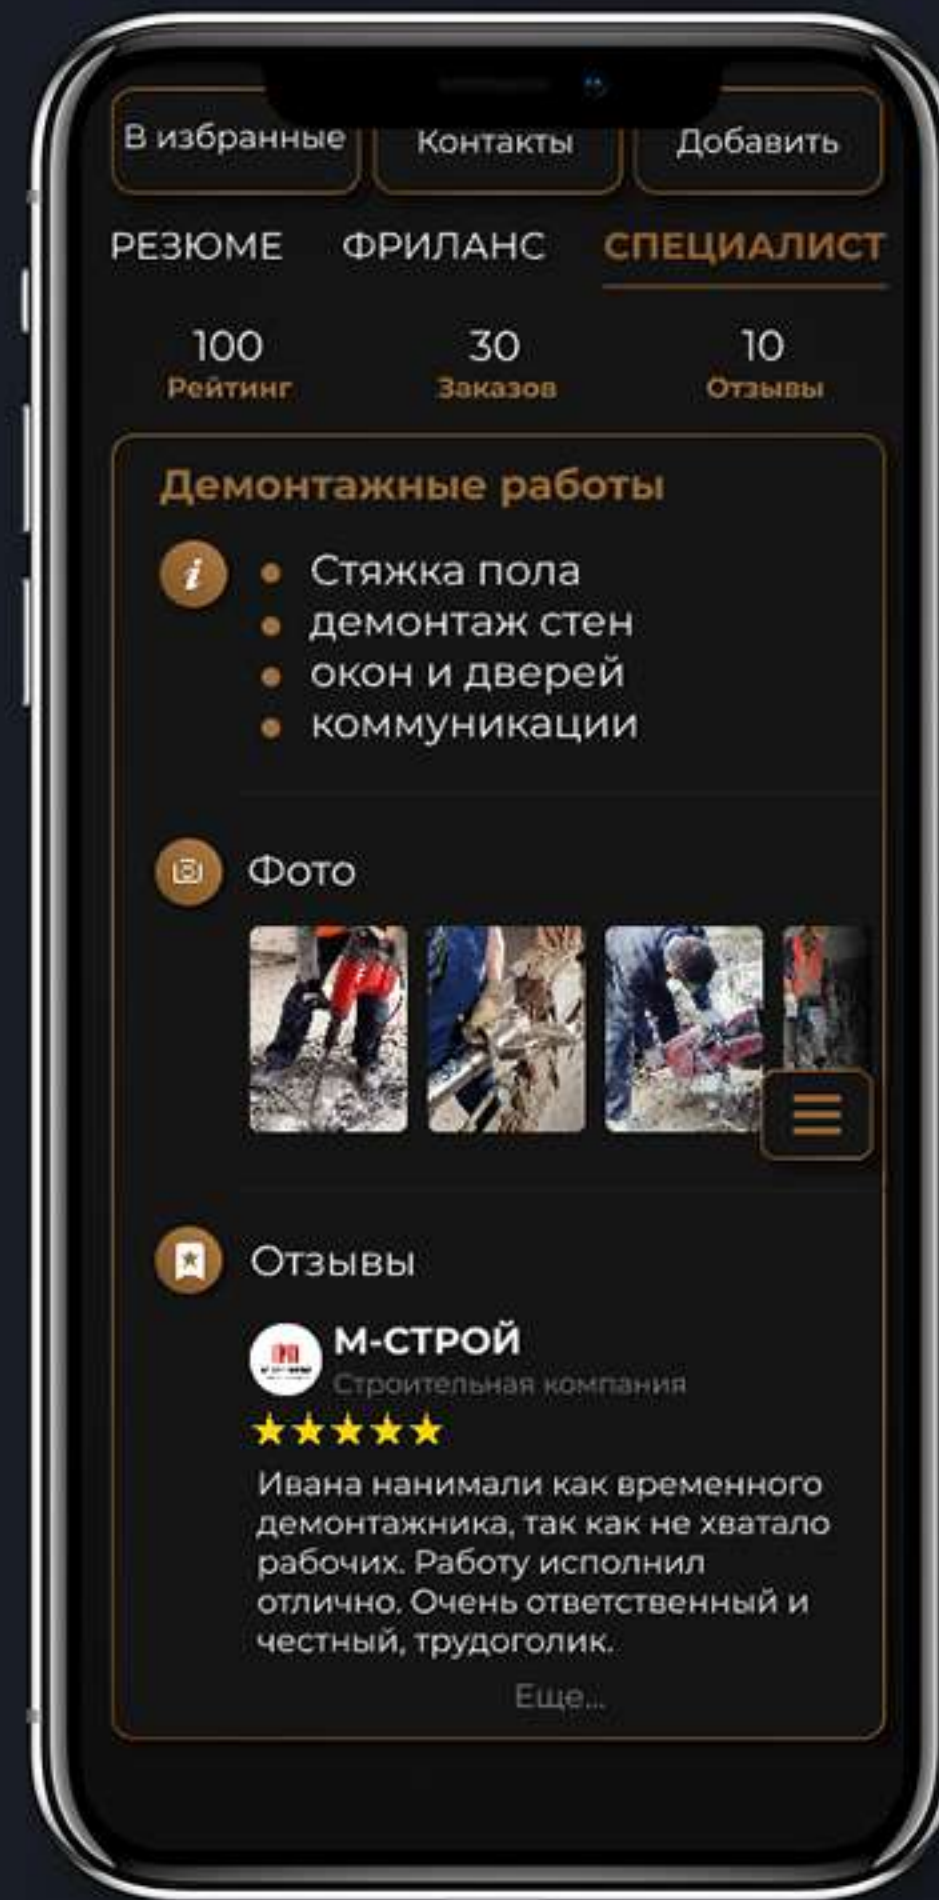 В избранные
Контакты
Добавить
РЕЗЮМЕ
ФРИЛАНС
СПЕЦИАЛИСТ
100
30
10
Рейтинг
Заказов
Отзывы
Демонтажные работы
Стяжка пола
демонтаж стен
окон и дверей
коммуникации
Фото
Отзывы
М-СТРОЙ
Строительная компания
Ивана нанимали как временного
демонтажника, так как не хватало
рабочих. Работу исполнил
отлично. Очень ответственный и
честный, трудоголик.
Еще...